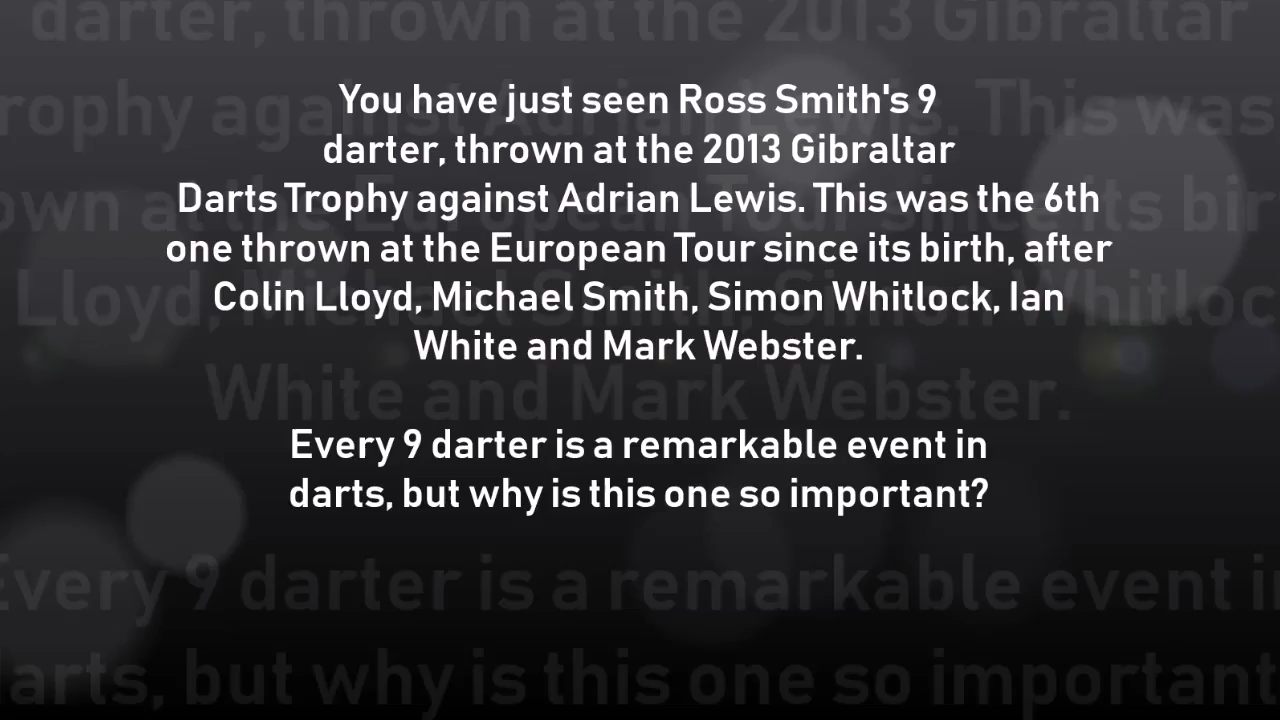 You have just seen Ross Smith's 9
darter, thrown at the 2013 Gibraltar
Darts Trophy against Adrian Lewis. This was the 6th
one thrown at the European Tour since its birth, after
Colin Lloyd, Michael Smith, Simon Whitlock, Ian
White and Mark Webster.
Every 9 darter is a remarkable event in
darts, but why is this one so important?